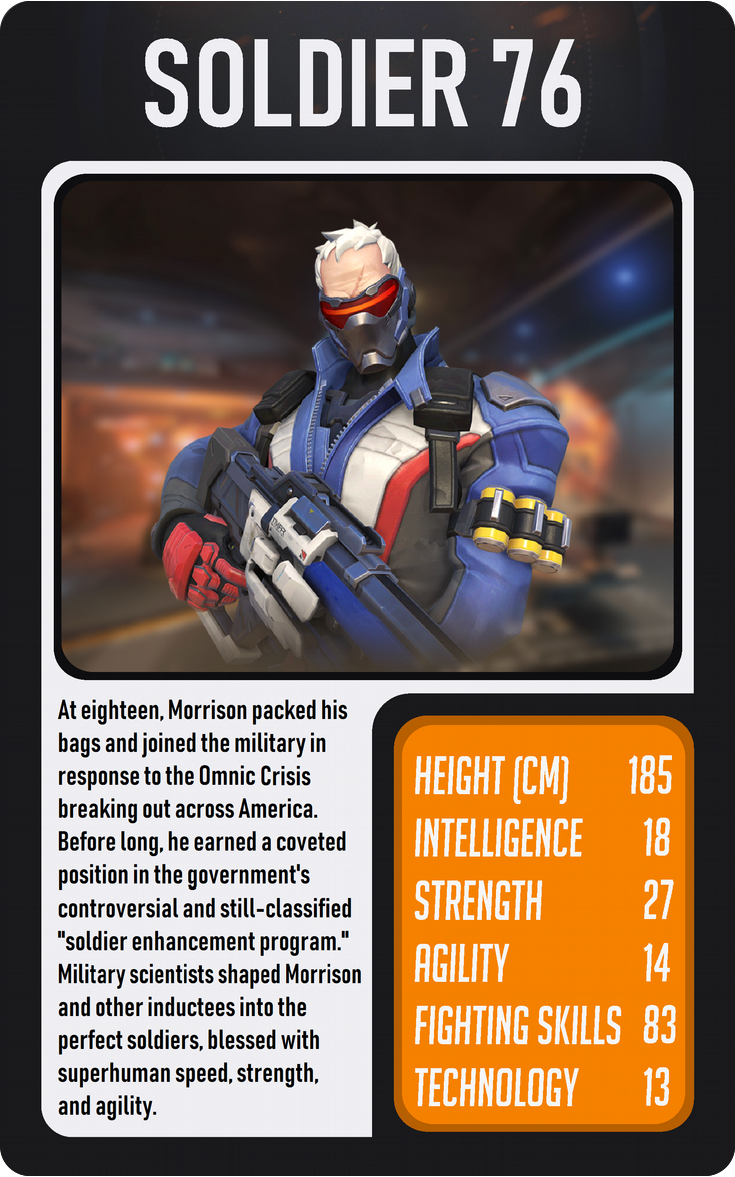 SOLDIER 76
At eighteen, Morrison packed his
bags and joined the military in
response to the Omnic Crisis
breaking out across America.
Before long, he earned a coveted
position in the government's
controversial and still-classified
"soldier enhancement program."
Military scientists shaped Morrison
and other inductees into the
perfect soldiers, blessed with
superhuman speed, strength,
and agility.
HEIGHT (CM) 185
INTELLIGENCE 18
STRENGTH 27
AGILITY 14
FIGHTING SKILLS 83
TECHNOLOGY 13